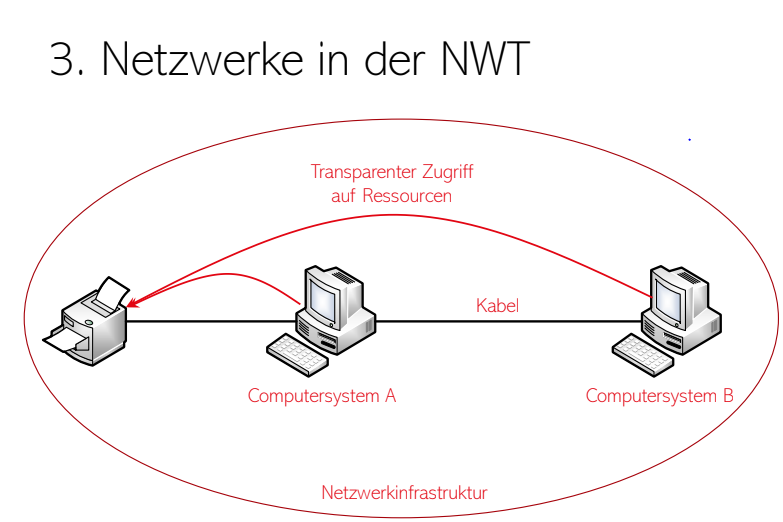 3. Netzwerke in der NWT
Transparenter Zugriff
auf Ressourcen
Kabel
Computersystem A
Computersystem B
Netzwerkinfrastruktur